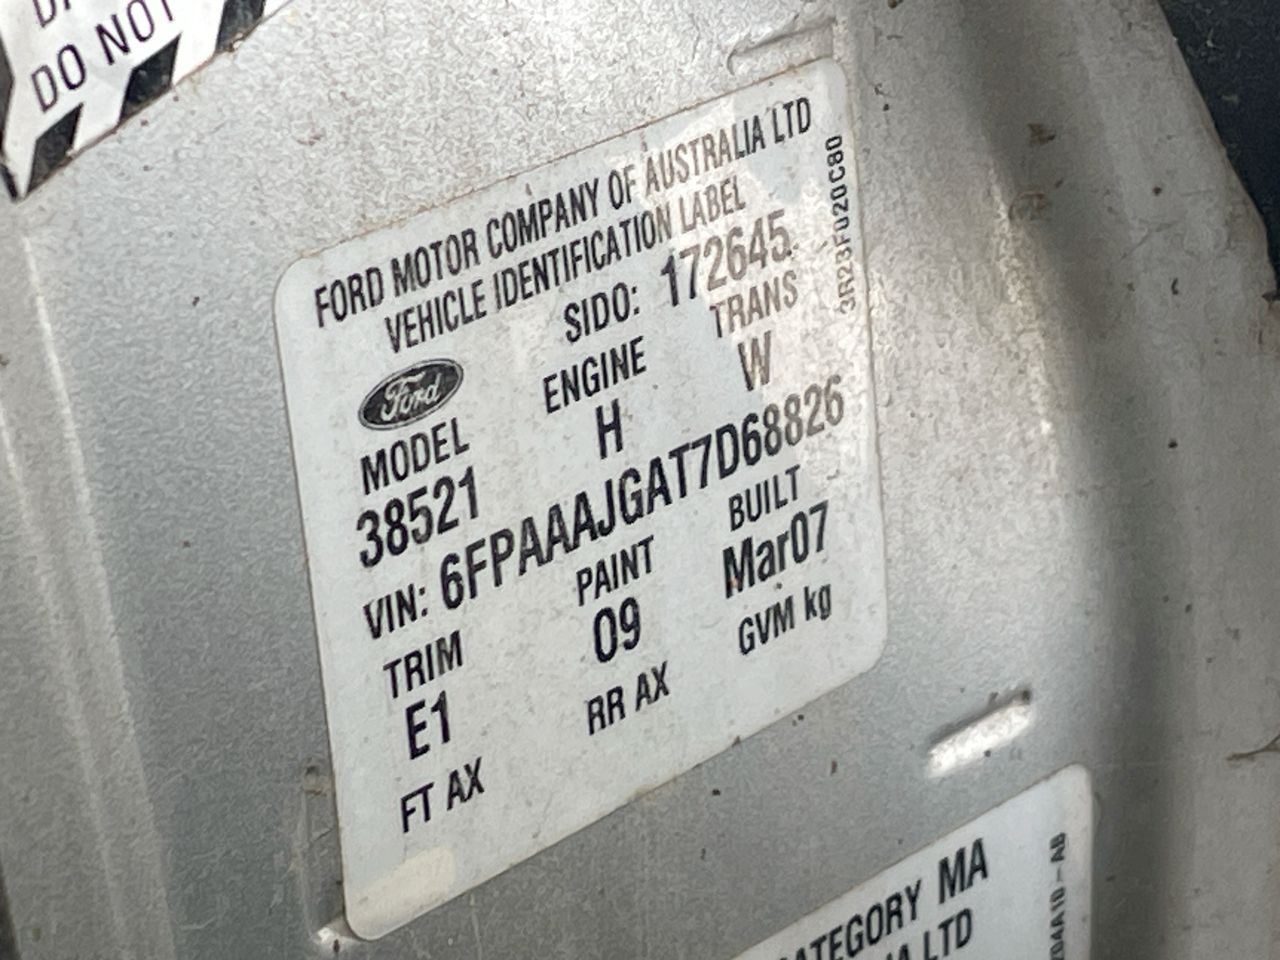 DO NOT
FORD MOTOR COMPANY OF AUSTRALIA LTD
VEHICLE IDENTIFICATION LABEL
SIDO: 172645
Ford
MODEL ENGINE TRANS
38521 H W
VIN: 6FPAAAJGAT7D68826
TRIM PAINT BUILT
E1 09 Mar07
FT AX RR AX GVM kg
3R23F020C80
CATEGORY MA
LTD